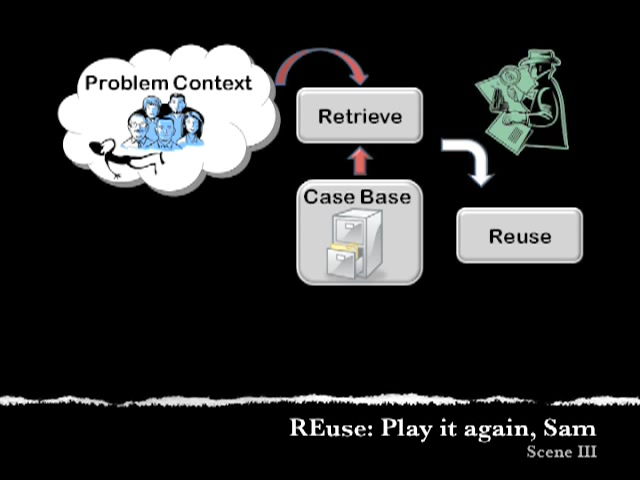 Problem Context
Retrieve
Case Base
Reuse
REuse: Play it again, Sam
Scene III